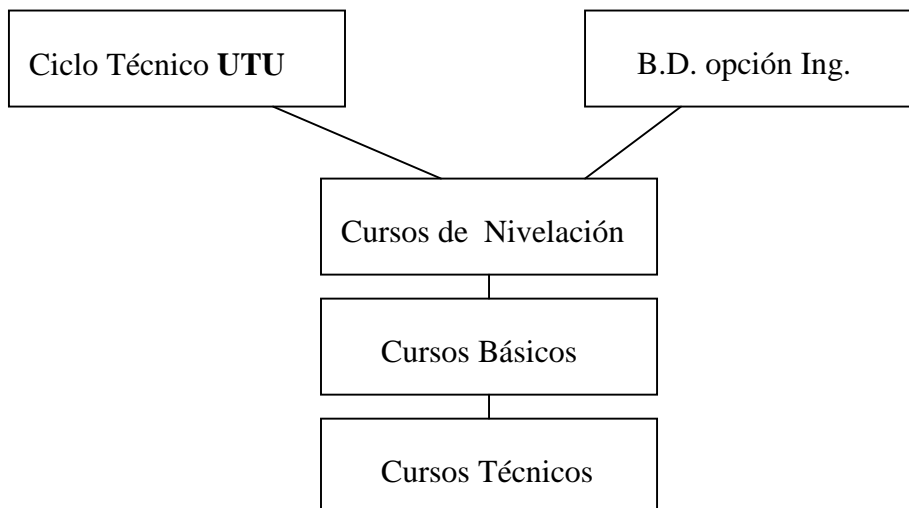 Ciclo Técnico UTU
B.D. opción Ing.
Cursos de Nivelación
Cursos Básicos
Cursos Técnicos